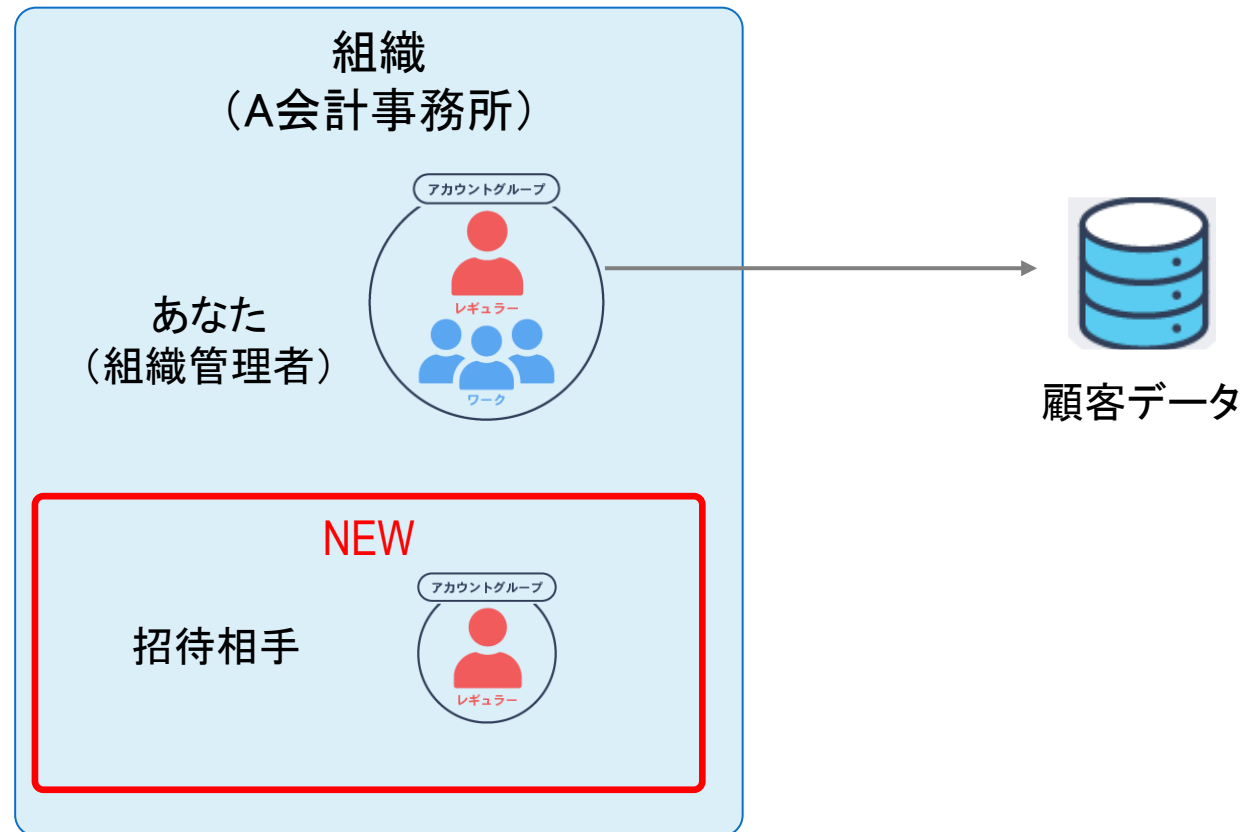 組織
（A会計事務所）
アカウントグループ
レギュラー
ワーク
あなた
（組織管理者）
顧客データ
NEW
アカウントグループ
招待相手
レギュラー